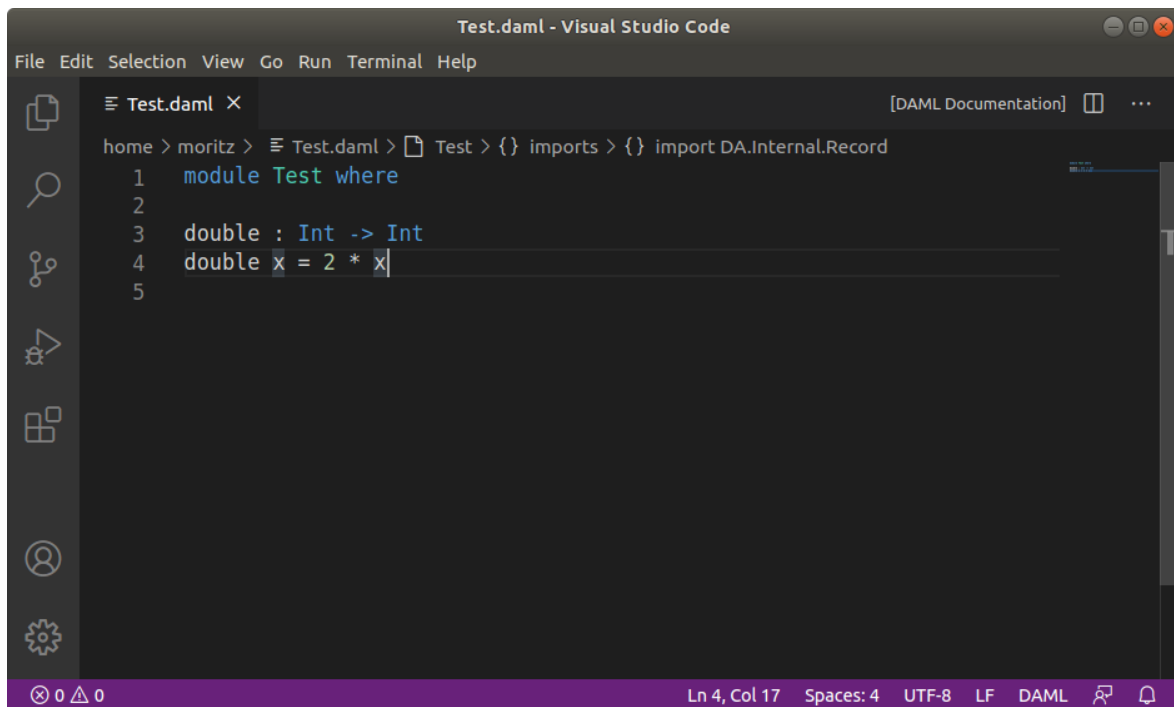 Test.daml - Visual Studio Code
File Edit Selection View Go Run Terminal Help
Test.daml [DAML Documentation]
home > moritz > Test.daml > Test > {} imports > {} import DA.Internal.Record
1 module Test where
2
3 double : Int -> Int
4 double x = 2 * x
5
0 0 Ln 4, Col 17 Spaces: 4 UTF-8 LF DAML